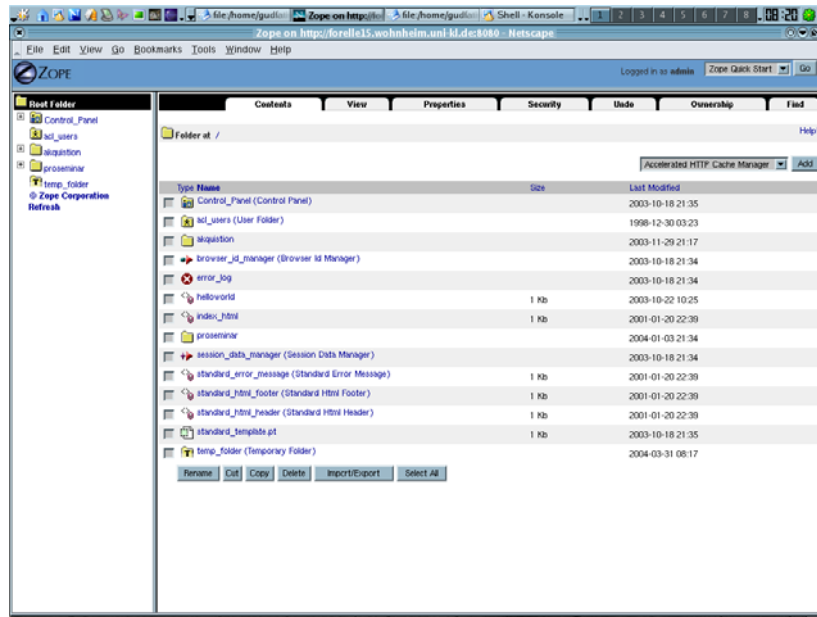 file:/home/gudla Zope on http://for file:/home/gudla Shell - Konsole 1 2 3 4 5 6 7 8 08:20
Zope on http://forelle15.wohnheim.uni-kl.de:8080 - Netscape
File Edit View Go Bookmarks Tools Window Help
ZOPE Logged in as admin Zope Quick Start Go
Root Folder
Control_Panel
acl_users
akquistion
proseminar
temp_folder
© Zope Corporation
Refresh
Contents View Properties Security Undo Ownership Find
Folder at / Help
Accelerated HTTP Cache Manager Add
Type Name Size Last Modified
Control_Panel (Control Panel) 2003-10-18 21:35
acl_users (User Folder) 1998-12-30 03:23
akquistion 2003-11-29 21:17
browser_id_manager (Browser Id Manager) 2003-10-18 21:34
error_log 2003-10-18 21:34
helloworld 1 Kb 2003-10-22 10:25
index_html 1 Kb 2001-01-20 22:39
proseminar 2004-01-03 21:34
session_data_manager (Session Data Manager) 2003-10-18 21:34
standard_error_message (Standard Error Message) 1 Kb 2001-01-20 22:39
standard_html_footer (Standard Html Footer) 1 Kb 2001-01-20 22:39
standard_html_header (Standard Html Header) 1 Kb 2001-01-20 22:39
standard_template.pt 1 Kb 2003-10-18 21:35
temp_folder (Temporary Folder) 2004-03-31 08:17
Rename Cut Copy Delete Import/Export Select All